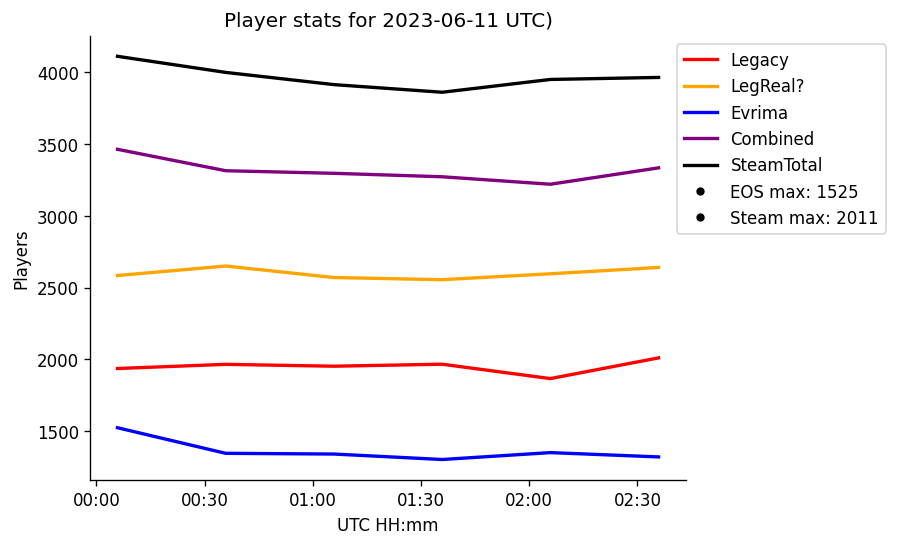 Player stats for 2023-06-11 UTC)
Legacy
LegReal?
Evrima
Combined
SteamTotal
EOS max: 1525
Steam max: 2011
4000
3500
3000
2500
2000
1500
Players
00:00 00:30 01:00 01:30 02:00 02:30
UTC HH:mm